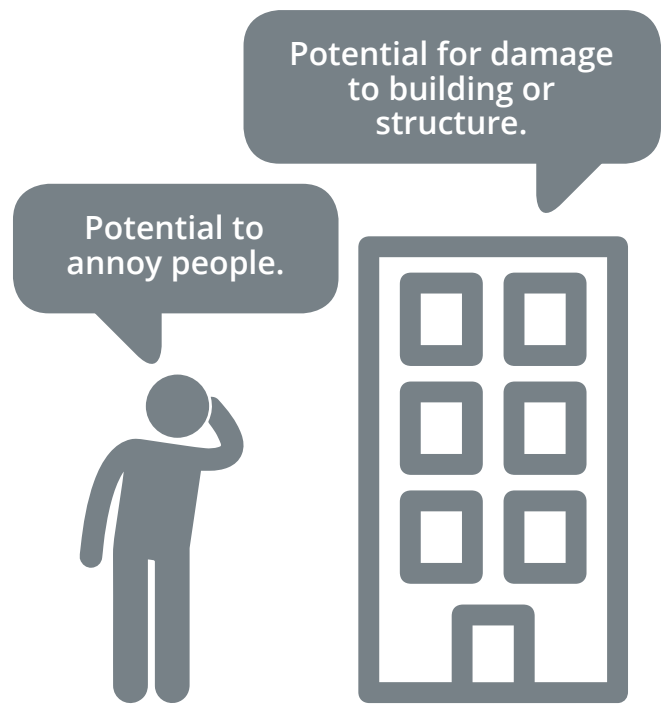 Potential for damage
to building or
structure.
Potential to
annoy people.